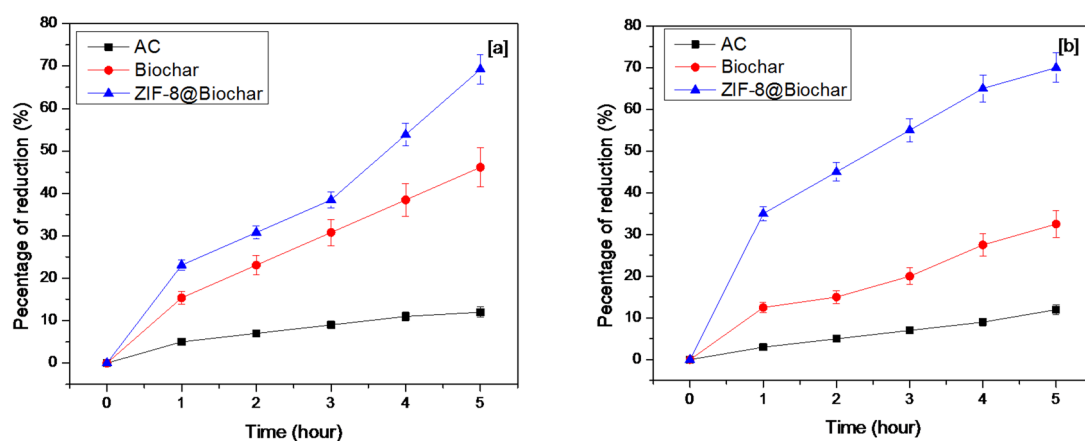 [a]
AC
Biochar
ZIF-8@Biochar
Pecentage of reduction (%)
80
70
60
50
40
30
20
10
0
0 1 2 3 4 5
Time (hour)
[b]
AC
Biochar
ZIF-8@Biochar
Pecentage of reduction (%)
80
70
60
50
40
30
20
10
0
0 1 2 3 4 5
Time (hour)